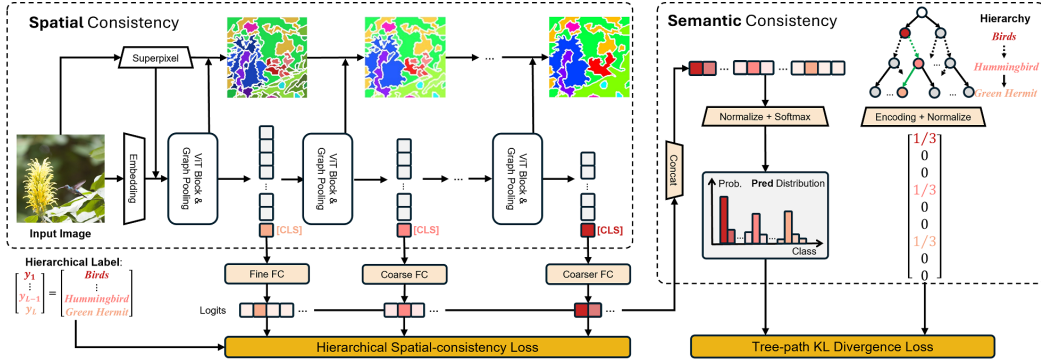 Spatial Consistency
Superpixel
...
Embedding
ViT Block &
Graph Pooling
ViT Block &
Graph Pooling
...
ViT Block &
Graph Pooling
Input Image
[CLS]
[CLS]
[CLS]
Hierarchical Label:
y1
⋮
yL−1
yL
=
Birds
⋮
Hummingbird
Green Hermit
Fine FC
Coarse FC
Coarser FC
Logits
...
...
...
Hierarchical Spatial-consistency Loss
Concat
Semantic Consistency
... ...
Normalize + Softmax
Prob. Pred Distribution
... ...
Class
Hierarchy
Birds
⋮
Hummingbird
Green Hermit
...
... ...
Encoding + Normalize
1/3
0
0
1/3
0
0
1/3
0
0
Tree-path KL Divergence Loss